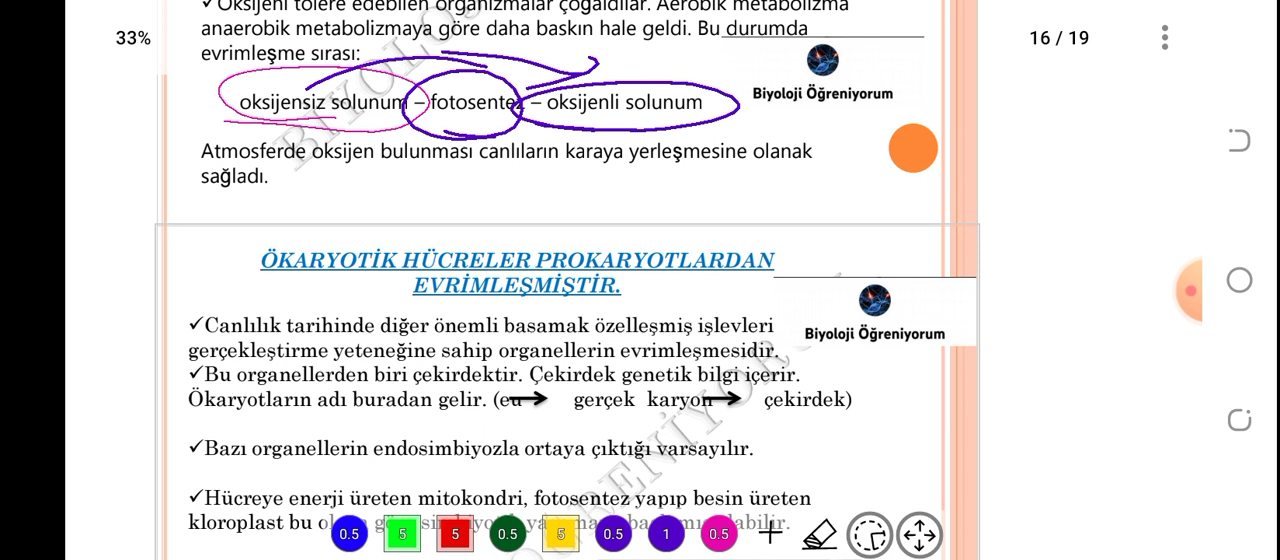 ✓Oksijeni tolere edebilen organizmalar çoğaldılar. Aerobik metabolizma
33%
anaerobik metabolizmaya göre daha baskın hale geldi. Bu durumda
16 / 19
evrimleşme sırası:
Biyoloji Öğreniyorum
oksijensiz solunum – fotosentez – oksijenli solunum
Atmosferde oksijen bulunması canlıların karaya yerleşmesine olanak
sağladı.
ÖKARYOTİK HÜCRELER PROKARYOTLARDAN
EVRİMLEŞMİŞTİR.
Biyoloji Öğreniyorum
✓Canlılık tarihinde diğer önemli basamak özelleşmiş işlevleri
gerçekleştirme yeteneğine sahip organellerin evrimleşmesidir.
✓Bu organellerden biri çekirdektir. Çekirdek genetik bilgi içerir.
Ökaryotların adı buradan gelir. (eu → gerçek karyon → çekirdek)
✓Bazı organellerin endosimbiyozla ortaya çıktığı varsayılır.
✓Hücreye enerji üreten mitokondri, fotosentez yapıp besin üreten
kloroplast bu
0.5 5 5 0.5 5 0.5 1 0.5